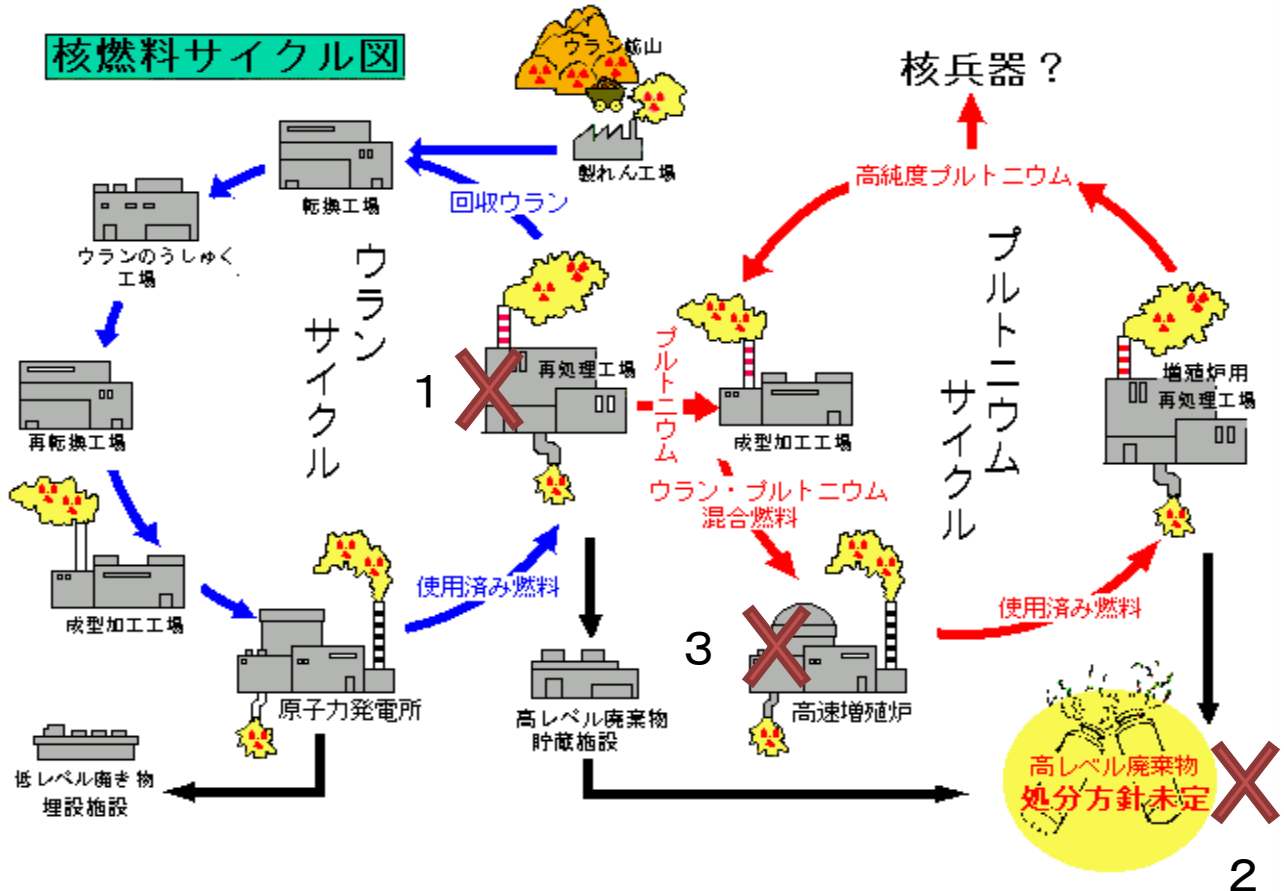 核燃料サイクル図
ウラン鉱山
製れん工場
核兵器？
転換工場
回収ウラン
高純度プルトニウム
ウランのうしゅく
工場
ウラン
サイクル
プルトニウム
サイクル
再転換工場
1
再処理工場
プルトニウム
成型加工工場
増殖炉用
再処理工場
ウラン・プルトニウム
混合燃料
成型加工工場
使用済み燃料
使用済み燃料
原子力発電所
高レベル廃棄物
貯蔵施設
3
高速増殖炉
低レベル廃き物
埋設施設
高レベル廃棄物
処分方針未定
2